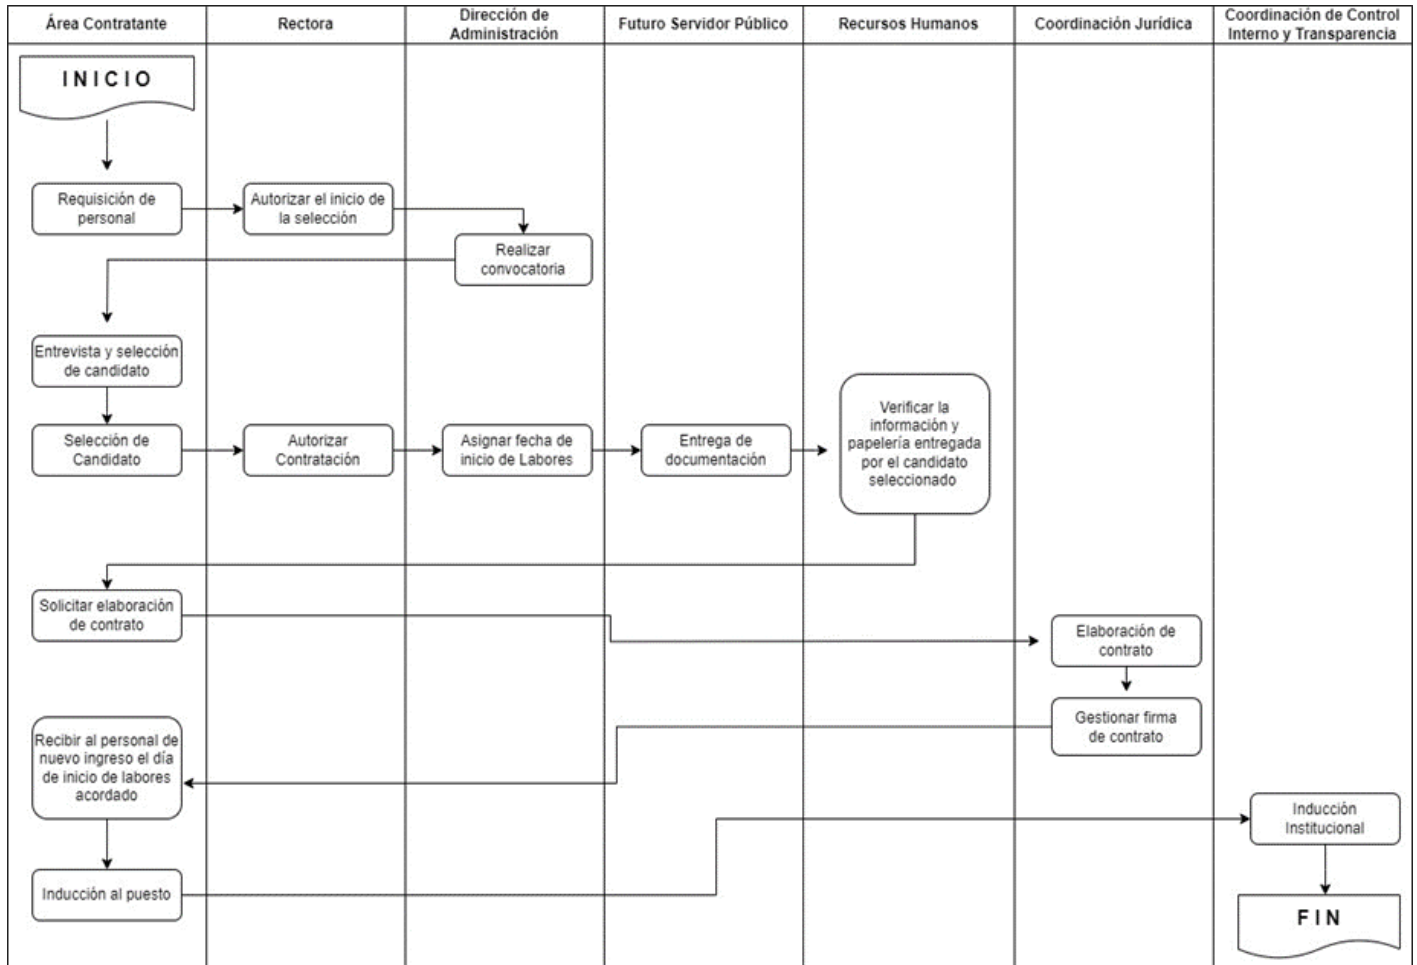 Área Contratante
Rectora
Dirección de
Administración
Futuro Servidor Público
Recursos Humanos
Coordinación Jurídica
Coordinación de Control
Interno y Transparencia
INICIO
Requisición de
personal
Autorizar el inicio de
la selección
Realizar
convocatoria
Entrevista y selección
de candidato
Selección de
Candidato
Autorizar
Contratación
Asignar fecha de
inicio de Labores
Entrega de
documentación
Verificar la
información y
papelería entregada
por el candidato
seleccionado
Solicitar elaboración
de contrato
Elaboración de
contrato
Gestionar firma
de contrato
Recibir al personal de
nuevo ingreso el día
de inicio de labores
acordado
Inducción al puesto
Inducción
Institucional
FIN